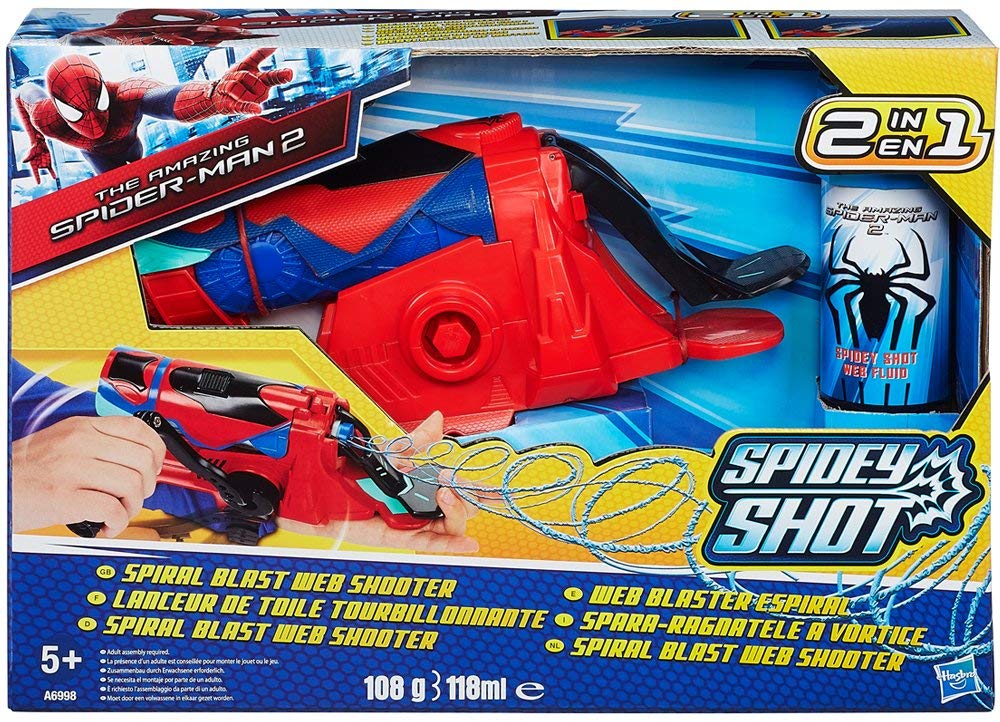 THE AMAZING
SPIDER-MAN 2
2 IN EN 1
THE AMAZING
SPIDER-MAN
2
SPIDEY SHOT
WEB FLUID
SPIDEY
SHOT
GB SPIRAL BLAST WEB SHOOTER
F LANCEUR DE TOILE TOURBILLONNANTE
D SPIRAL BLAST WEB SHOOTER
E WEB BLASTER ESPIRAL
I SPARA-RAGNATELE A VORTICE
NL SPIRAL BLAST WEB SHOOTER
5+
A6998
Adult assembly required.
La présence d'un adulte est conseillée pour monter le jouet ou le jeu.
Zusammenbau durch Erwachsene erforderlich.
Se necesita el montaje por parte de un adulto.
È richiesto l'assemblaggio da parte di un adulto.
Moet door een volwassene in elkaar gezet worden.
108 g 118ml e
Hasbro